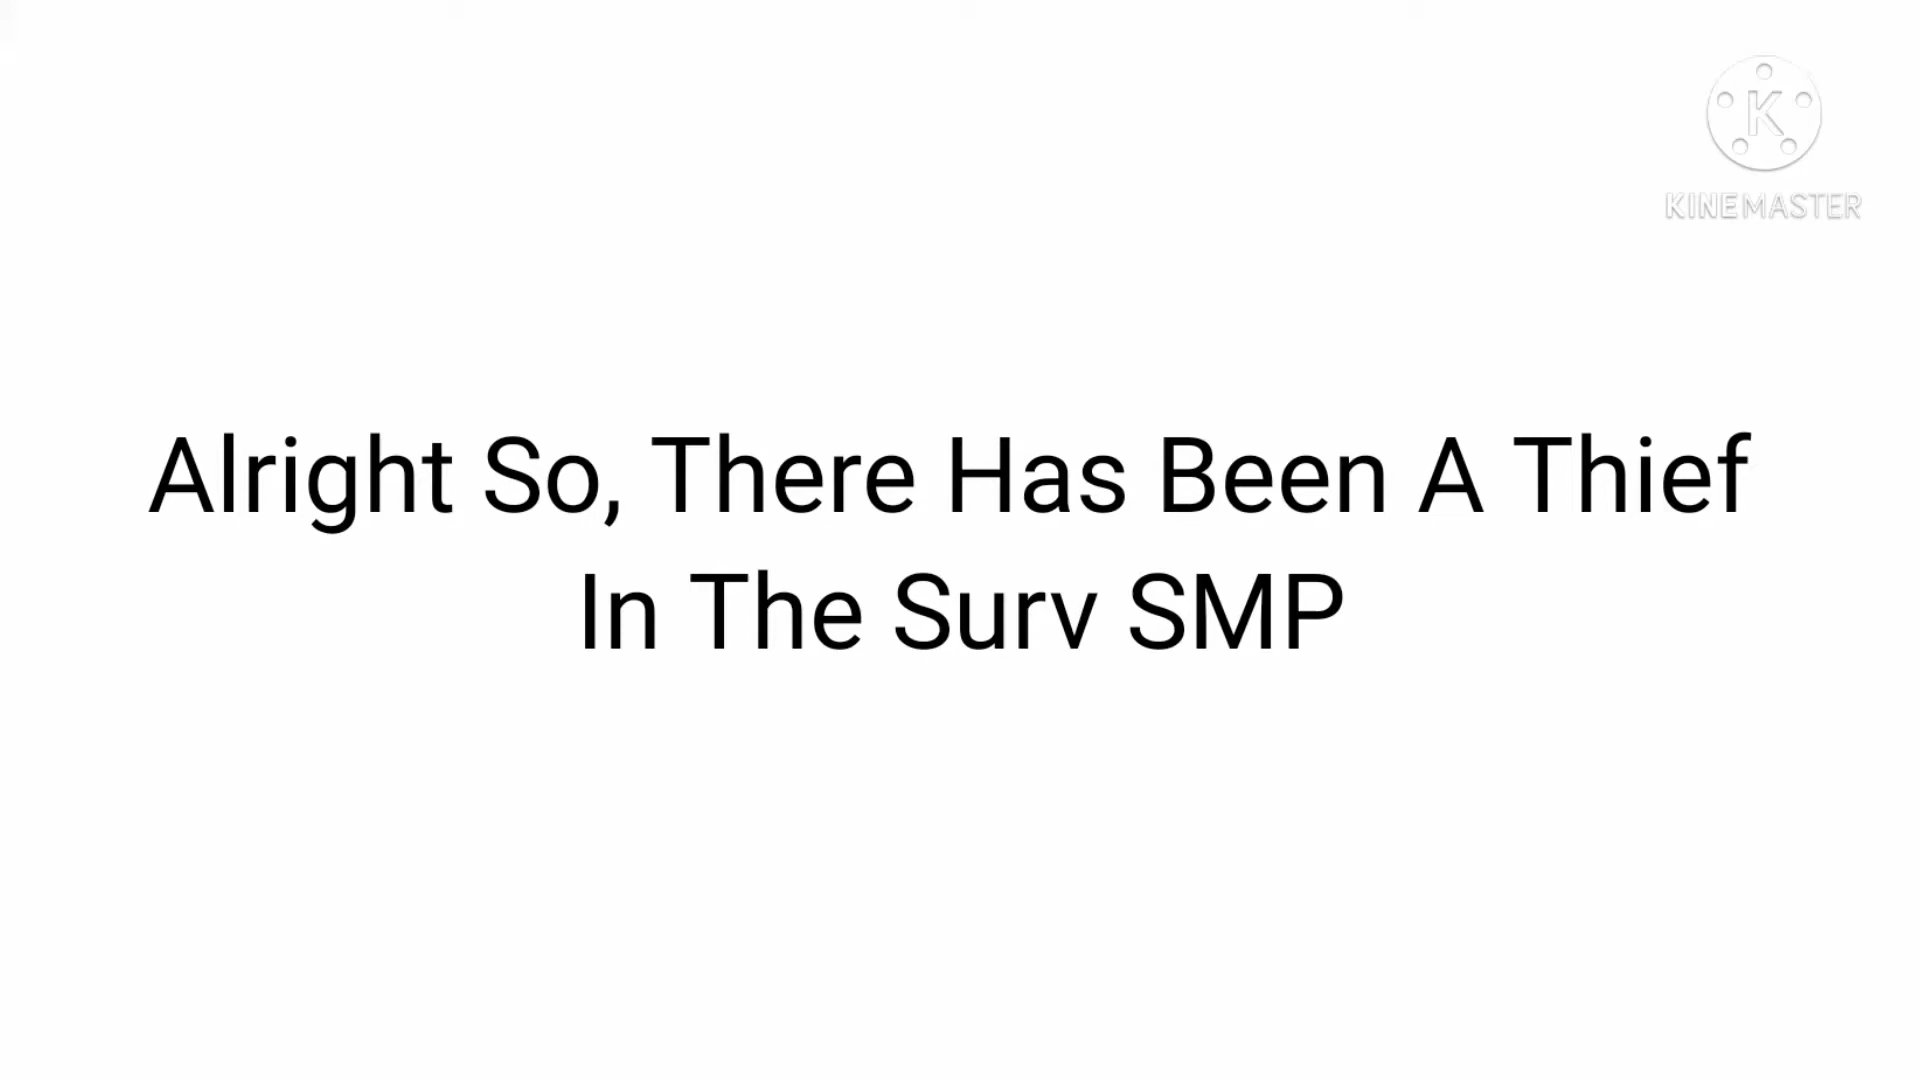 K
KINEMASTER
Alright So, There Has Been A Thief
In The Surv SMP